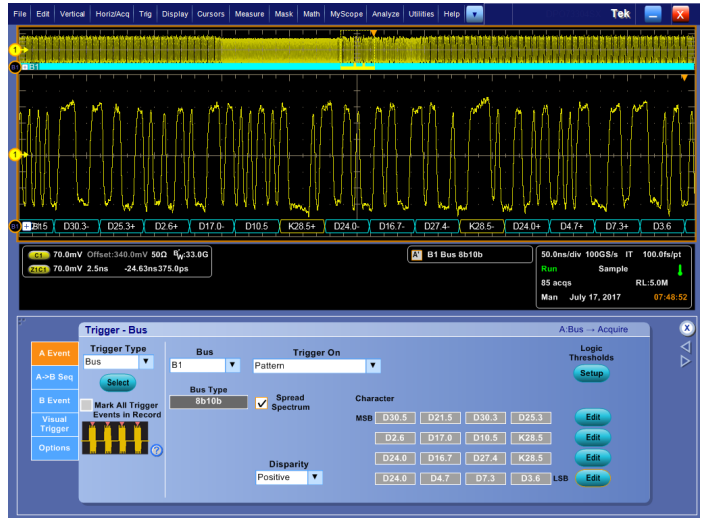 File Edit Vertical Horiz/Acq Trig Display Cursors Measure Mask Math MyScope Analyze Utilities Help Tek X
1
B1 B1
1
B1 D30.3- D25.3+ D2.6+ D17.0- D10.5 K28.5+ D24.0- D16.7- D27.4- K28.5- D24.0+ D4.7+ D7.3+ D3.6
C1 70.0mV Offset:340.0mV 50Ω BW:33.0G
Z1C1 70.0mV 2.5ns -24.63ns 375.0ps
A' B1 Bus 8b10b
50.0ns/div 100GS/s IT 100.0fs/pt
Run Sample
85 acqs RL:5.0M
Man July 17, 2017 07:48:52
Trigger - Bus A:Bus → Acquire X
A Event
A->B Seq
B Event
Visual
Trigger
Options
Trigger Type
Bus
Select
Mark All Trigger
Events in Record
?
Bus
B1
Bus Type
8b10b
Trigger On
Pattern
Spread
Spectrum
Disparity
Positive
Logic
Thresholds
Setup
Character
MSB D30.5 D21.5 D30.3 D25.3 Edit
D2.6 D17.0 D10.5 K28.5 Edit
D24.0 D16.7 D27.4 K28.5 Edit
D24.0 D4.7 D7.3 D3.6 LSB Edit